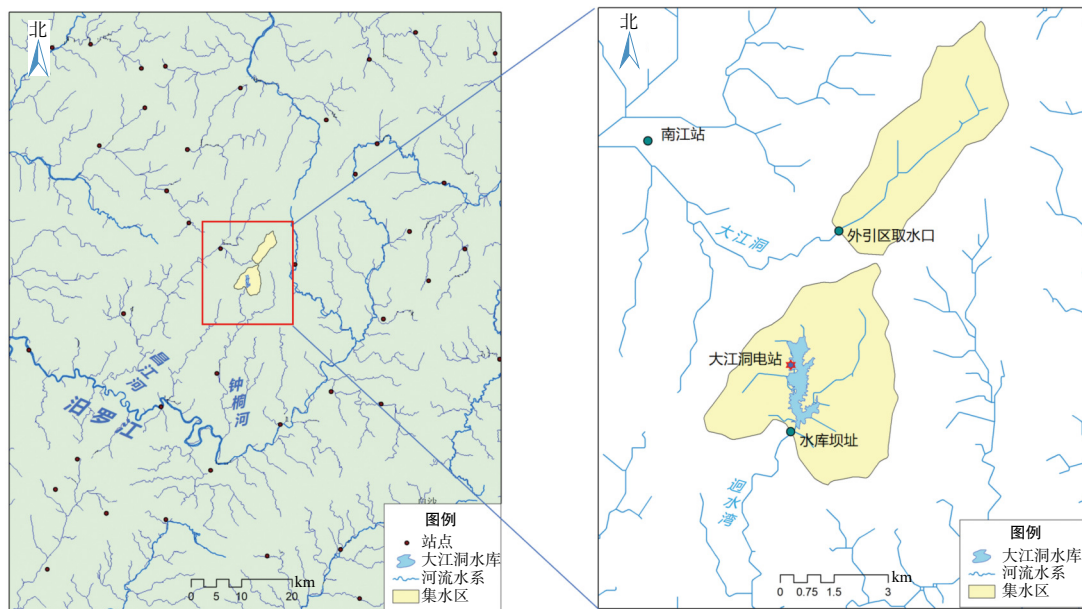 北
昌江河
汨罗江
钟桐河
图例
站点
大江洞水库
河流水系
集水区
km
0 5 10 20
北
南江站
大江洞
外引区取水口
大江洞电站
水库坝址
迴水湾
图例
大江洞水库
河流水系
集水区
km
0 0.75 1.5 3